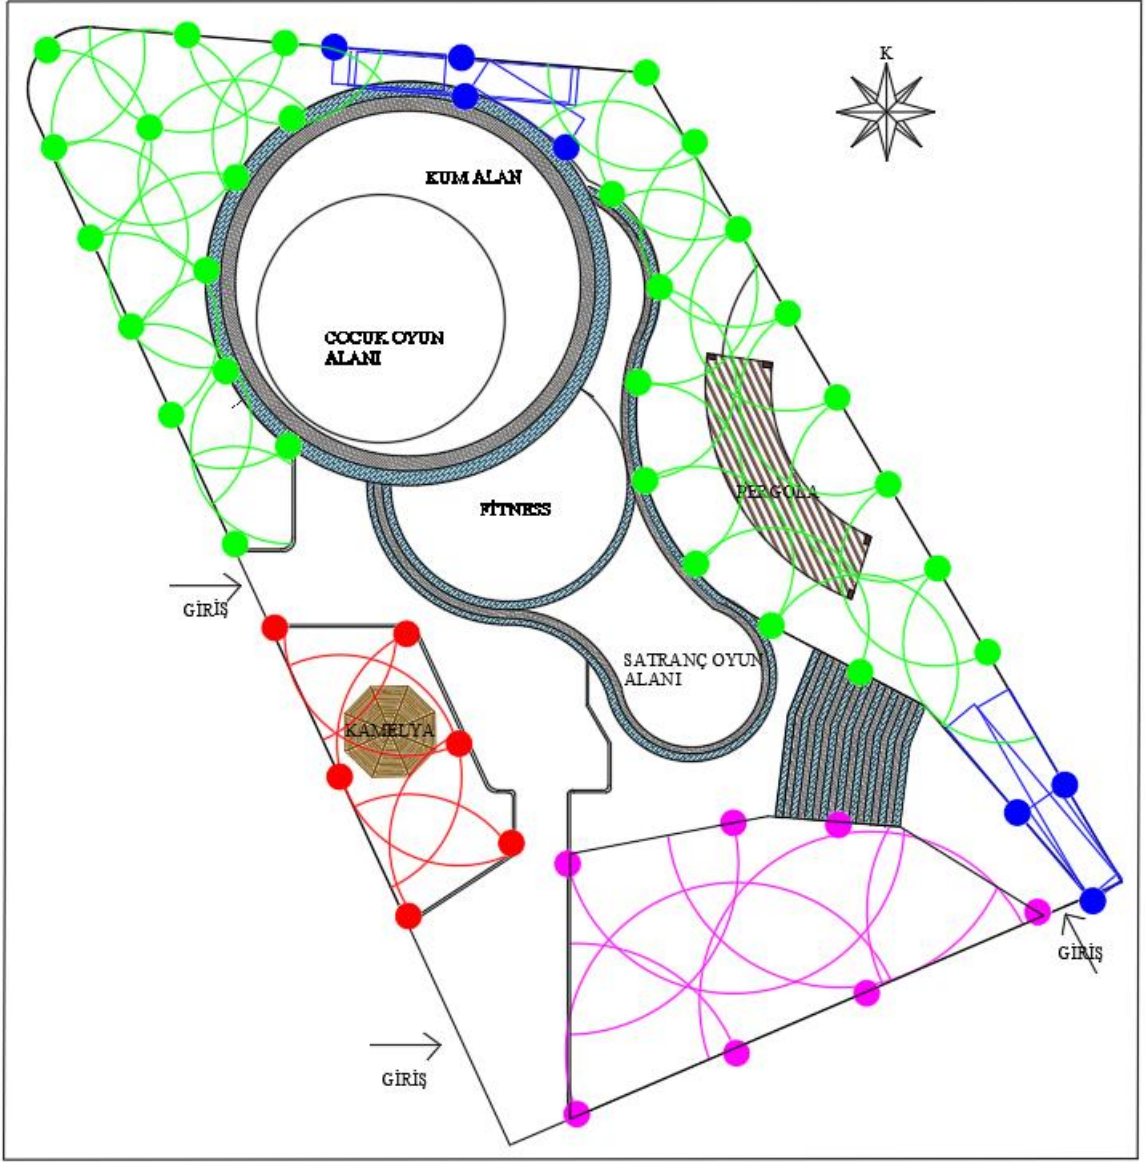 K
KUM ALAN
COCUK OYUN
ALANI
PERGOLA
FİTNESS
GİRİŞ
SATRANÇ OYUN
ALANI
KAMELYA
GİRİŞ
GİRİŞ